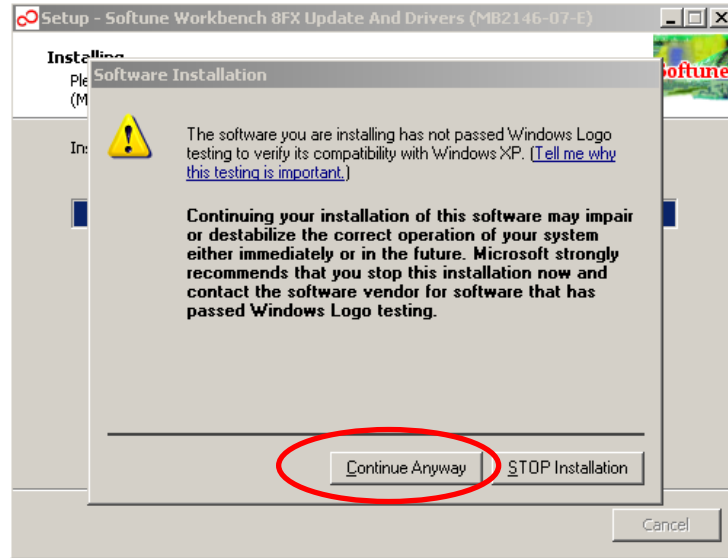 Setup - Softune Workbench 8FX Update And Drivers (MB2146-07-E)
Installing
Softune
Software Installation
The software you are installing has not passed Windows Logo
testing to verify its compatibility with Windows XP. (Tell me why
this testing is important.)
Continuing your installation of this software may impair
or destabilize the correct operation of your system
either immediately or in the future. Microsoft strongly
recommends that you stop this installation now and
contact the software vendor for software that has
passed Windows Logo testing.
Continue Anyway
STOP Installation
Cancel